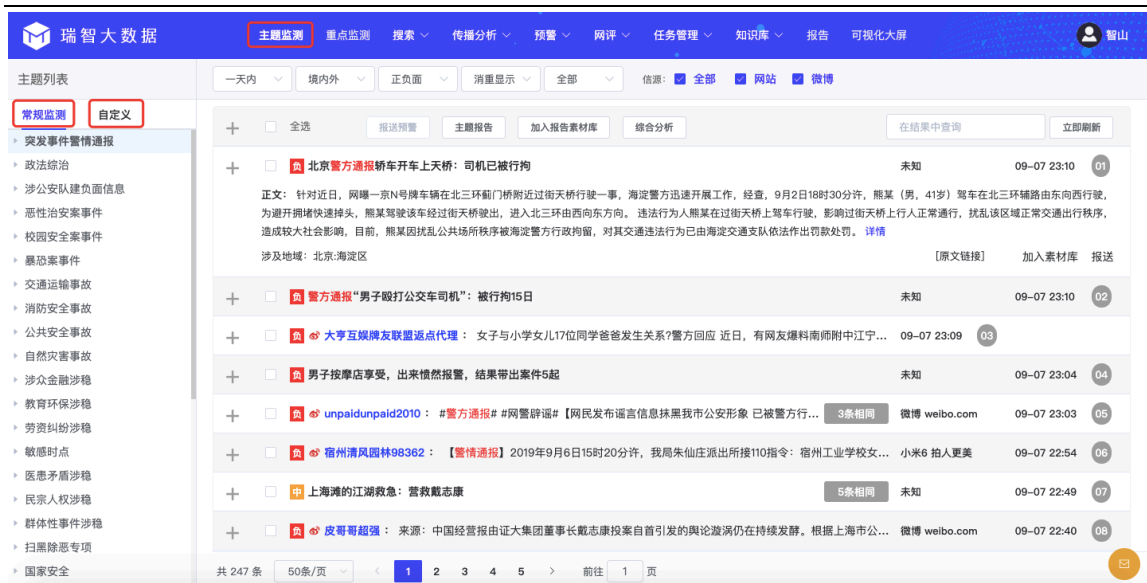 瑞智大数据 主题监测 重点监测 搜索 传播分析 预警 网评 任务管理 知识库 报告 可视化大屏 智山
主题列表 一天内 境内外 正负面 消重显示 全部 信源: 全部 网站 微博
常规监测 自定义
全选 报送预警 主题报告 加入报告素材库 综合分析 在结果中查询 立即刷新
突发事件警情通报
政法综治
涉公安队建负面信息
恶性治安案事件
校园安全案事件
暴恐案事件
交通运输事故
消防安全事故
公共安全事故
自然灾害事故
涉众金融涉稳
教育环保涉稳
劳资纠纷涉稳
敏感时点
医患矛盾涉稳
民宗人权涉稳
群体性事件涉稳
扫黑除恶专项
国家安全
负 北京警方通报轿车开车上天桥：司机已被行拘 未知 09-07 23:10 01
正文： 针对近日，网曝一京N号牌车辆在北三环蓟门桥附近过街天桥行驶一事，海淀警方迅速开展工作，经查，9月2日18时30分许，熊某（男，41岁）驾车在北三环辅路由东向西行驶，
为避开拥堵快速掉头，熊某驾驶该车经过街天桥驶出，进入北三环由西向东方向。 违法行为人熊某在过街天桥上驾车行驶，影响过街天桥上行人正常通行，扰乱该区域正常交通出行秩序，
造成较大社会影响，目前，熊某因扰乱公共场所秩序被海淀警方行政拘留，对其交通违法行为已由海淀交通支队依法作出罚款处罚。 详情
涉及地域：北京:海淀区 [原文链接] 加入素材库 报送
负 警方通报“男子殴打公交车司机”：被行拘15日 未知 09-07 23:10 02
负 大亨互娱牌友联盟返点代理： 女子与小学女儿17位同学爸爸发生关系?警方回应 近日，有网友爆料南师附中江宁... 09-07 23:09 03
负 男子按摩店享受，出来愤然报警，结果带出案件5起 未知 09-07 23:04 04
负 unpaidunpaid2010： #警方通报# #网警辟谣#【网民发布谣言信息抹黑我市公安形象 已被警方行... 3条相同 微博 weibo.com 09-07 23:03 05
负 宿州清风园林98362： 【警情通报】2019年9月6日15时20分许，我局朱仙庄派出所接110指令：宿州工业学校女... 小米6 拍人更美 09-07 22:54 06
中 上海滩的江湖救急：营救戴志康 5条相同 未知 09-07 22:49 07
负 皮哥哥超强： 来源：中国经营报由证大集团董事长戴志康投案自首引发的舆论漩涡仍在持续发酵。根据上海市公... 微博 weibo.com 09-07 22:40 08
共 247 条 50条/页 1 2 3 4 5 前往 1 页